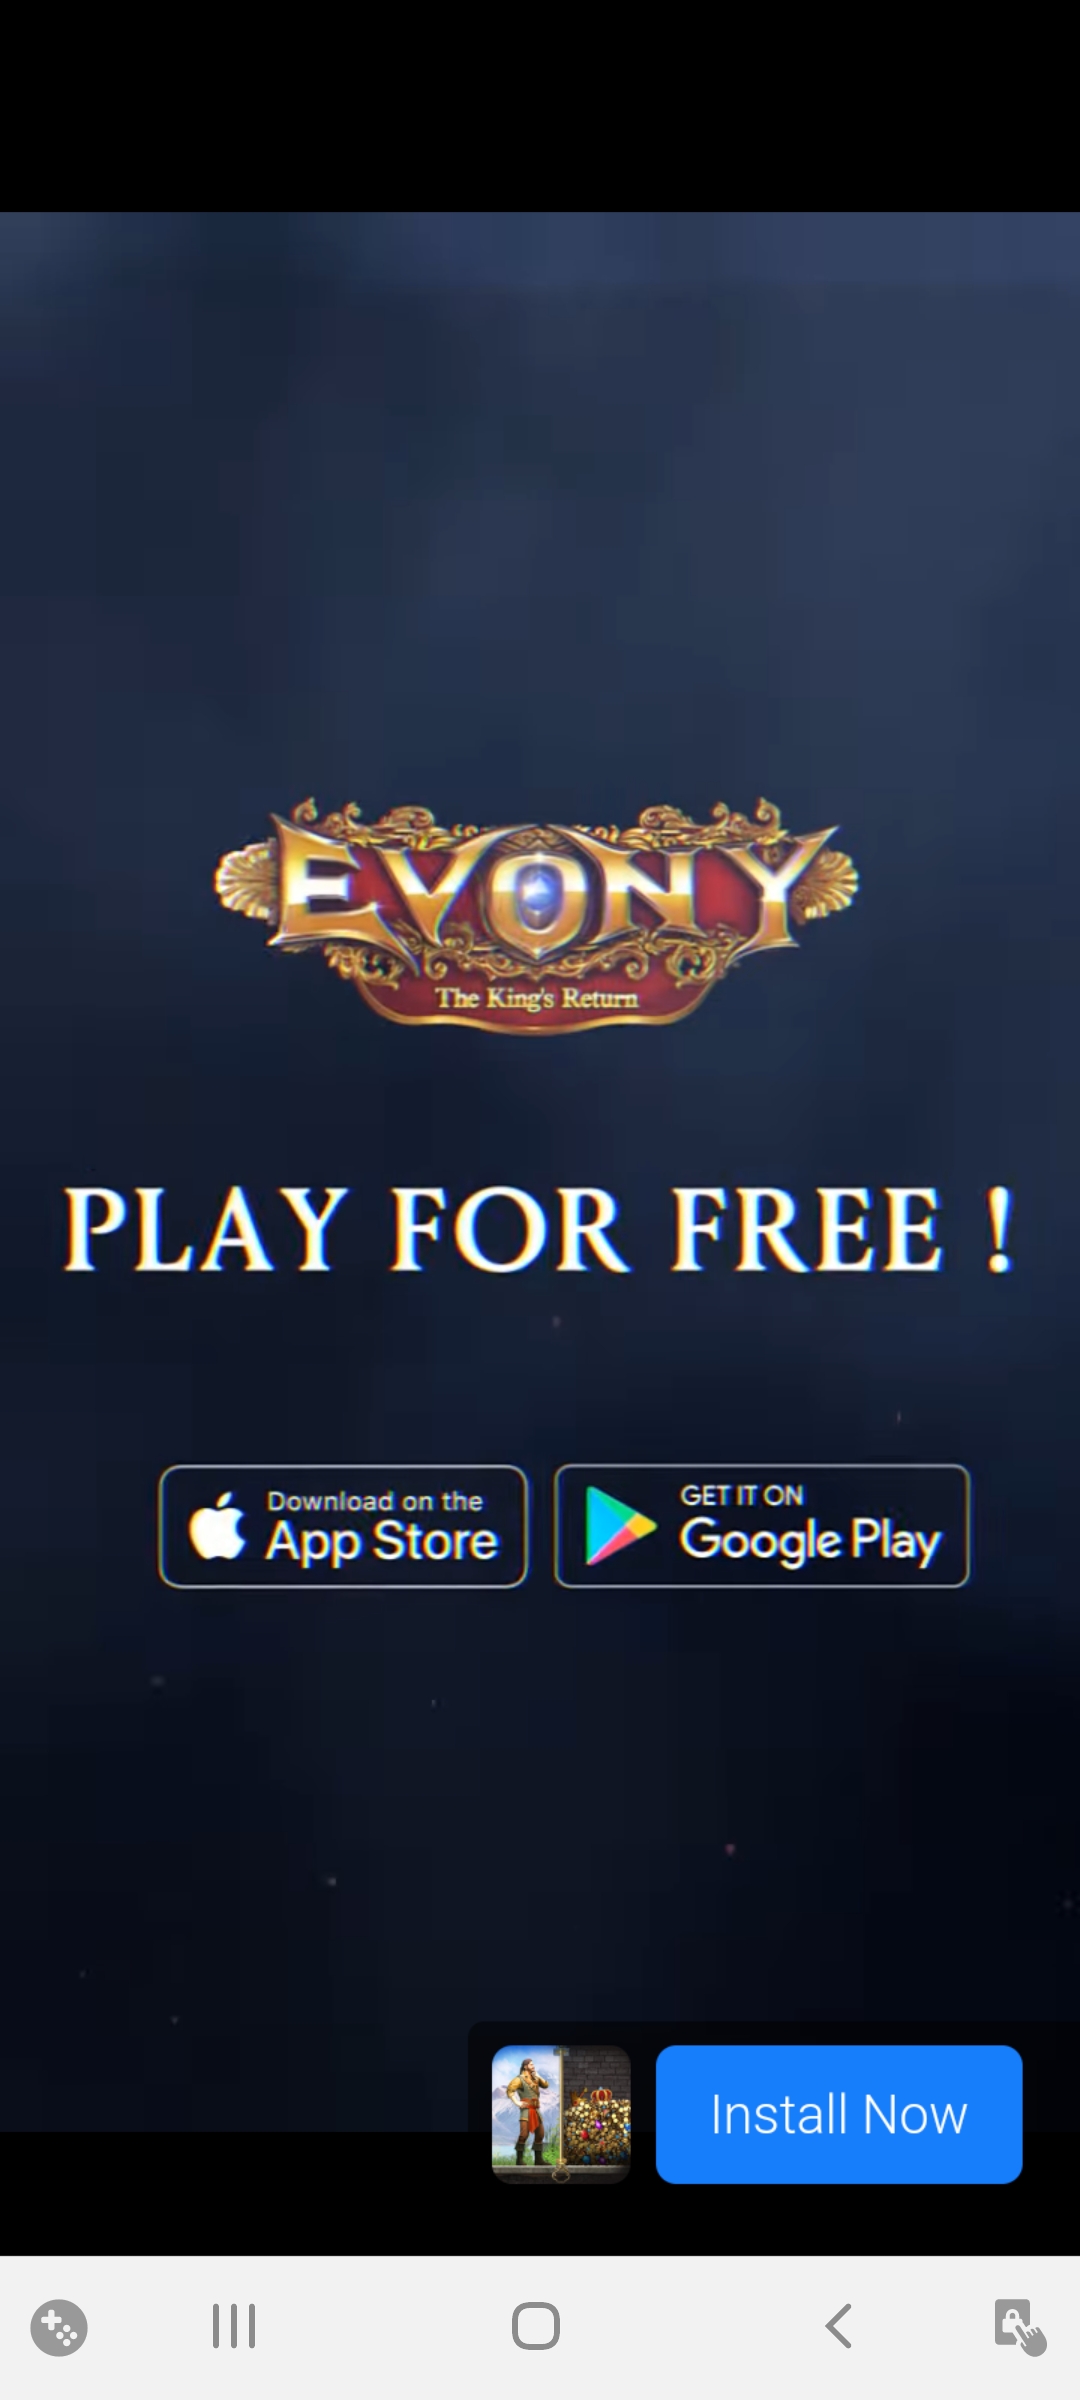 EVONY
The King's Return
PLAY FOR FREE !
Download on the
App Store
GET IT ON
Google Play
Install Now